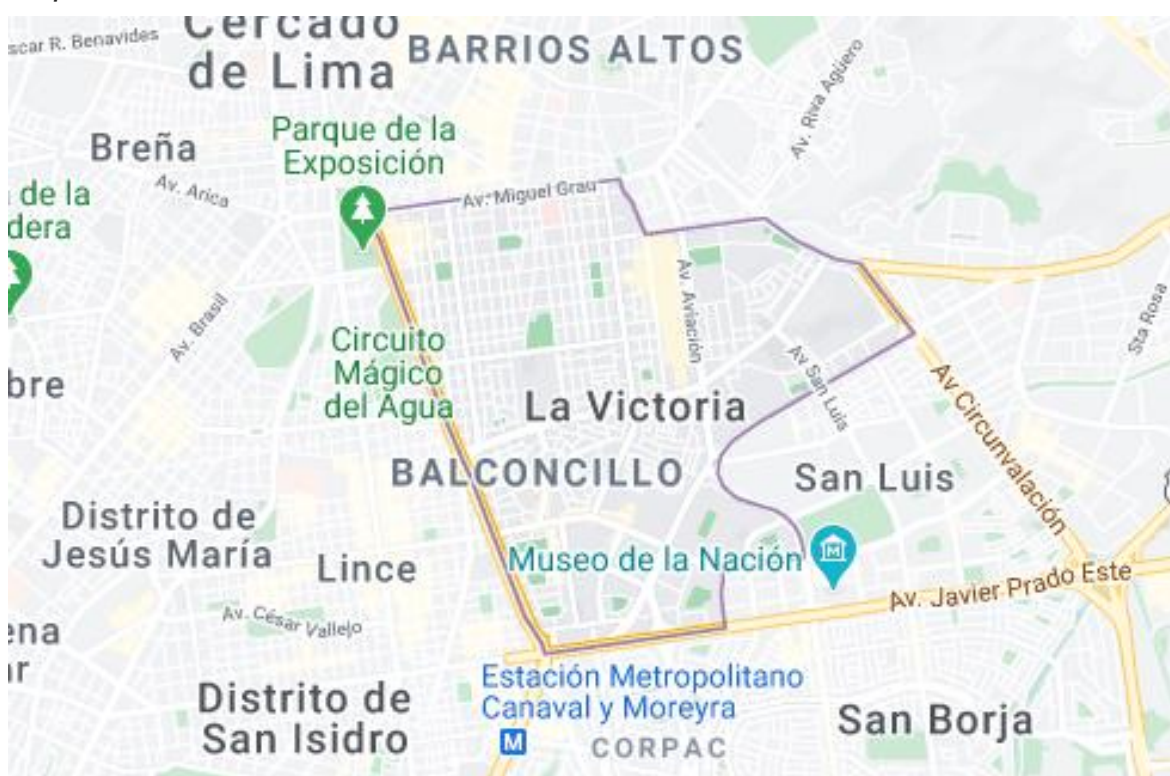 Cercado
de Lima
BARRIOS ALTOS
scar R. Benavides
Av. Riva Agüero
Breña
Parque de la
Exposición
Av. Arica
Av. Miguel Grau
a de la
dera
Av. Brasil
Av. Aviación
Sta Rosa
Circuito
Mágico
del Agua
Av San Luis
bre
La Victoria
Av Circunvalación
BALCONCILLO
San Luis
Distrito de
Jesús María
Lince
Museo de la Nación
M
Av. Javier Prado Este
Av. César Vallejo
ena
ar
Estación Metropolitano
Canaval y Moreyra
M
Distrito de
San Isidro
San Borja
CORPAC